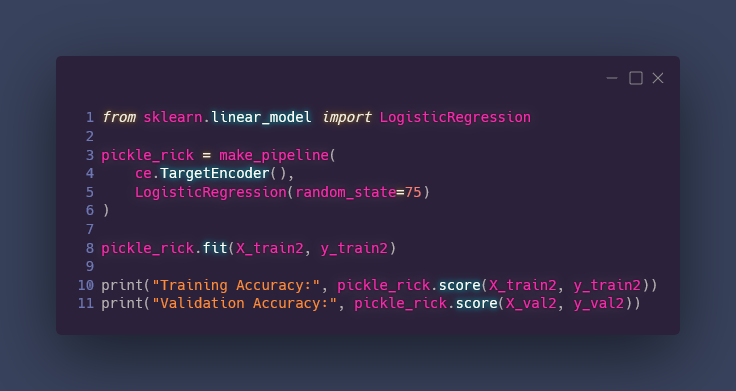 1 from sklearn.linear_model import LogisticRegression
2
3 pickle_rick = make_pipeline(
4     ce.TargetEncoder(),
5     LogisticRegression(random_state=75)
6 )
7
8 pickle_rick.fit(X_train2, y_train2)
9
10 print("Training Accuracy:", pickle_rick.score(X_train2, y_train2))
11 print("Validation Accuracy:", pickle_rick.score(X_val2, y_val2))